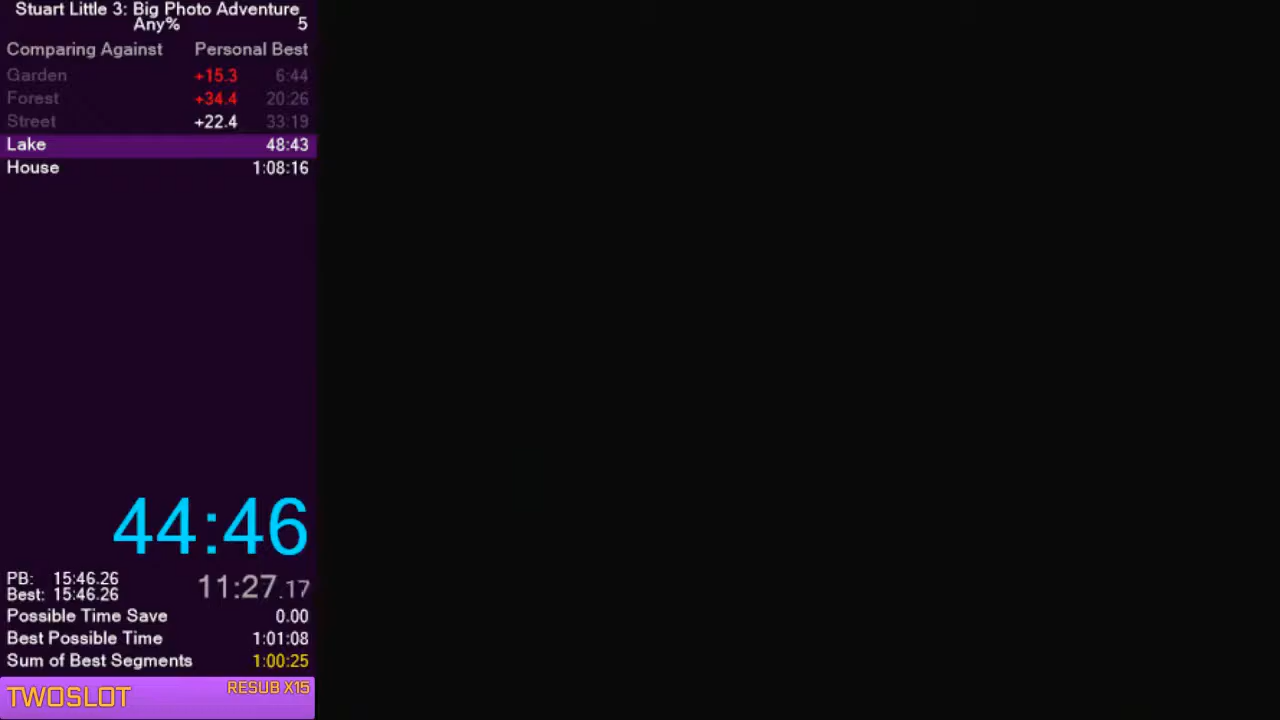 Stuart Little 3: Big Photo Adventure
Any% 5
Comparing Against Personal Best
Garden +15.3 6:44
Forest +34.4 20:26
Street +22.4 33:19
Lake 48:43
House 1:08:16
44:46
PB: 15:46.26 11:27.17
Best: 15:46.26
Possible Time Save 0.00
Best Possible Time 1:01:08
Sum of Best Segments 1:00:25
TWOSLOT RESUB X15